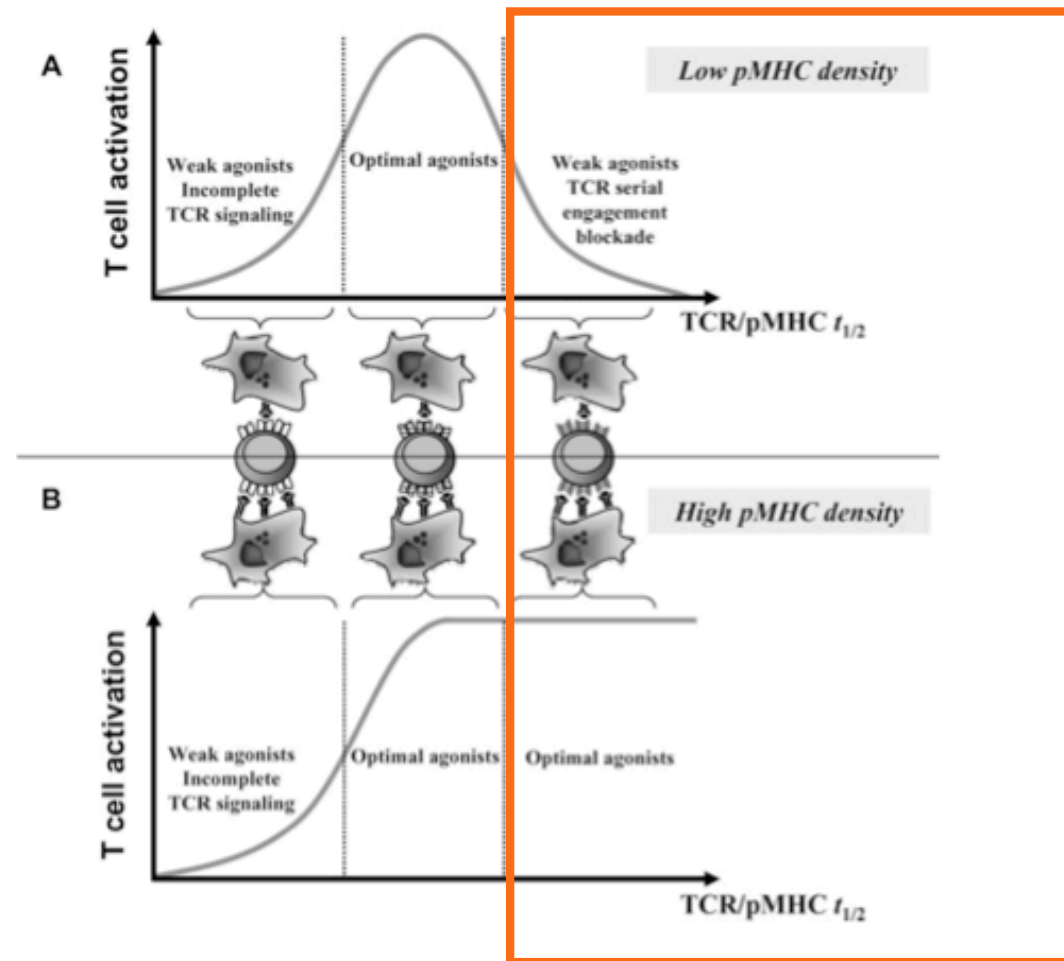 A
T cell activation
Low pMHC density
Weak agonists
Incomplete
TCR signaling
Optimal agonists
Weak agonists
TCR serial
engagement
blockade
TCR/pMHC t1/2
B
T cell activation
High pMHC density
Weak agonists
Incomplete
TCR signaling
Optimal agonists
Optimal agonists
TCR/pMHC t1/2